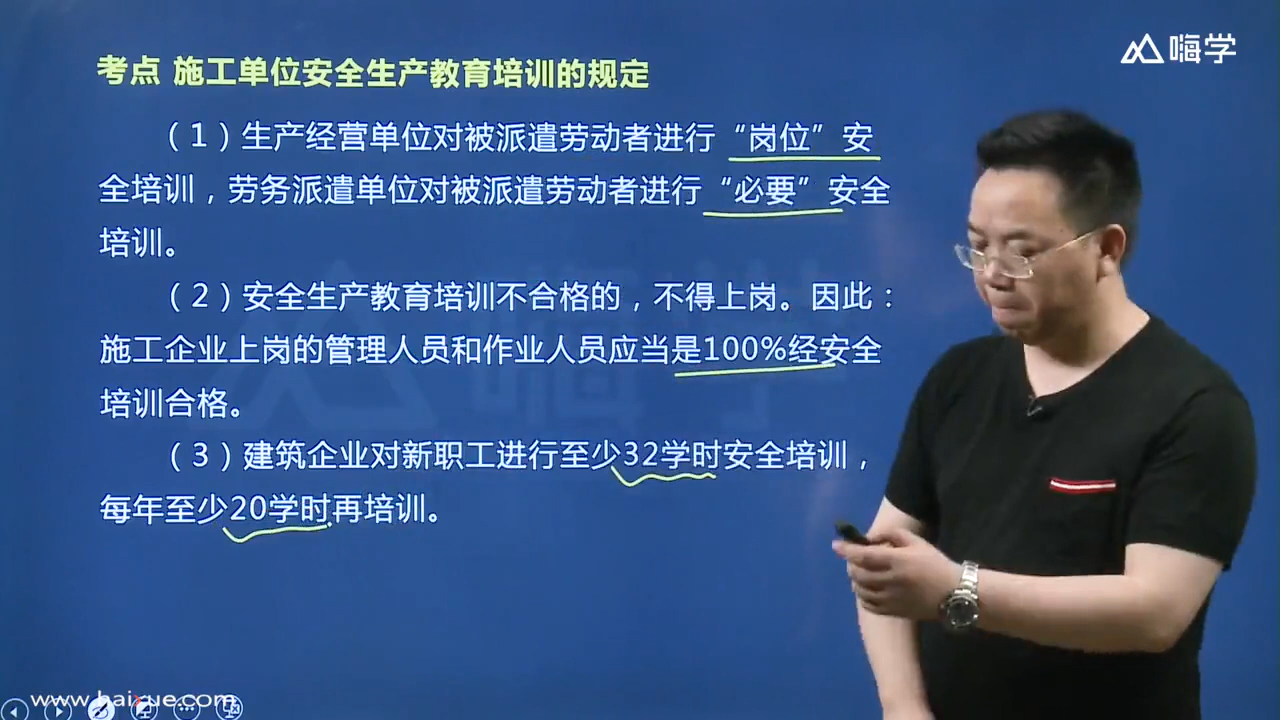 嗨学
考点 施工单位安全生产教育培训的规定
（1）生产经营单位对被派遣劳动者进行“岗位”安
全培训，劳务派遣单位对被派遣劳动者进行“必要”安全
培训。
（2）安全生产教育培训不合格的，不得上岗。因此：
施工企业上岗的管理人员和作业人员应当是100%经安全
培训合格。
（3）建筑企业对新职工进行至少32学时安全培训，
每年至少20学时再培训。
嗨学
www.haixue.com